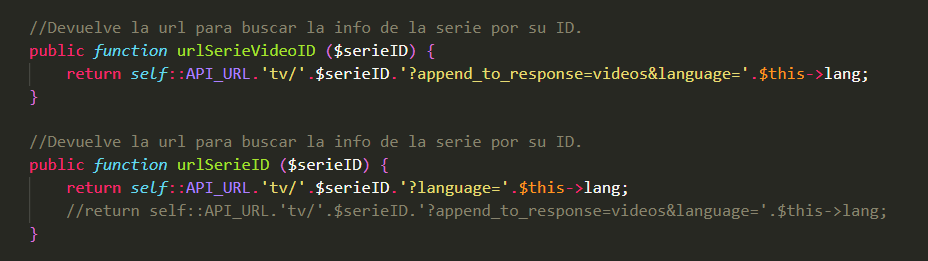 //Devuelve la url para buscar la info de la serie por su ID.
public function urlSerieVideoID ($serieID) {
return self::API_URL.'tv/'.$serieID.'?append_to_response=videos&language='.$this->lang;
}
//Devuelve la url para buscar la info de la serie por su ID.
public function urlSerieID ($serieID) {
return self::API_URL.'tv/'.$serieID.'?language='.$this->lang;
//return self::API_URL.'tv/'.$serieID.'?append_to_response=videos&language='.$this->lang;
}